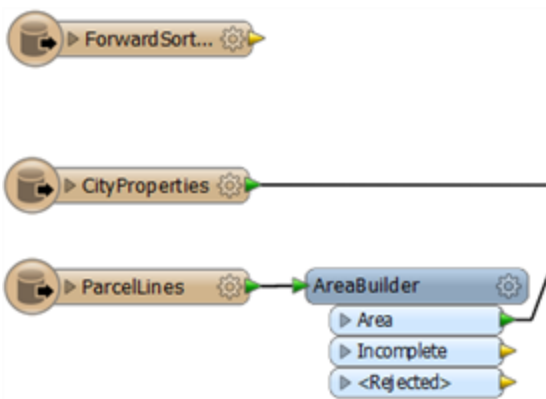 ForwardSort...
CityProperties
ParcelLines
AreaBuilder
Area
Incomplete
<Rejected>